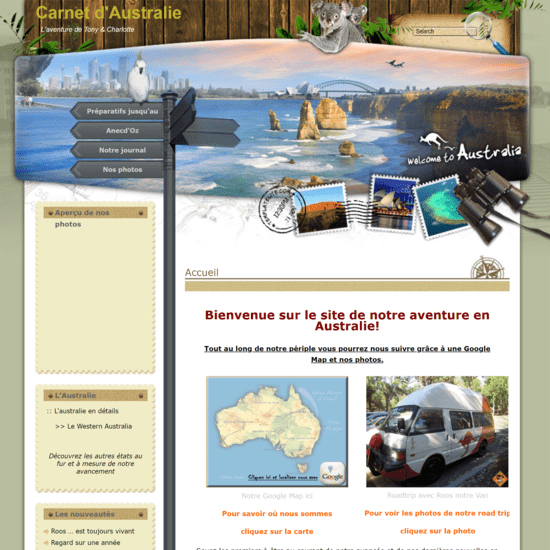 Carnet d'Australie
L'aventure de Tony & Charlotte
Search
Préparatifs jusqu'au
Anecd'Oz
Notre journal
Nos photos
welcome to Australia
Aperçu de nos
photos
Accueil
Bienvenue sur le site de notre aventure en
Australie!
Tout au long de notre périple vous pourrez nous suivre grâce à une Google
Map et nos photos.
Cliquez ici et localisez nous avec
Google
Notre Google Map ici
Roadtrip avec Roos notre Van
Pour savoir où nous sommes
Pour voir les photos de notre road trip
cliquez sur la carte
cliquez sur la photo
L'Australie
:: L'australie en détails
>> Le Western Australia
Découvrez les autres états au
fur et à mesure de notre
avancement
Les nouveautés
Roos ... est toujours vivant
Regard sur une année